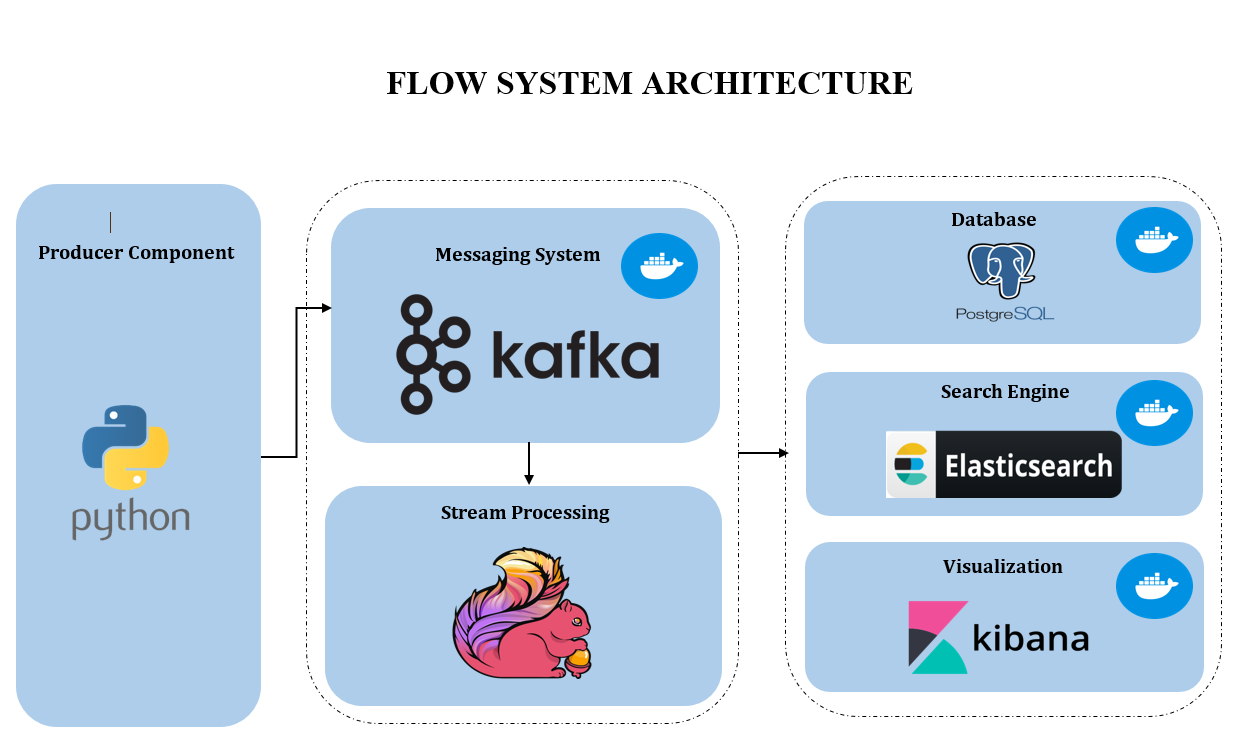 FLOW SYSTEM ARCHITECTURE
Producer Component
python
Messaging System
kafka
Stream Processing
Database
PostgreSQL
Search Engine
Elasticsearch
Visualization
kibana